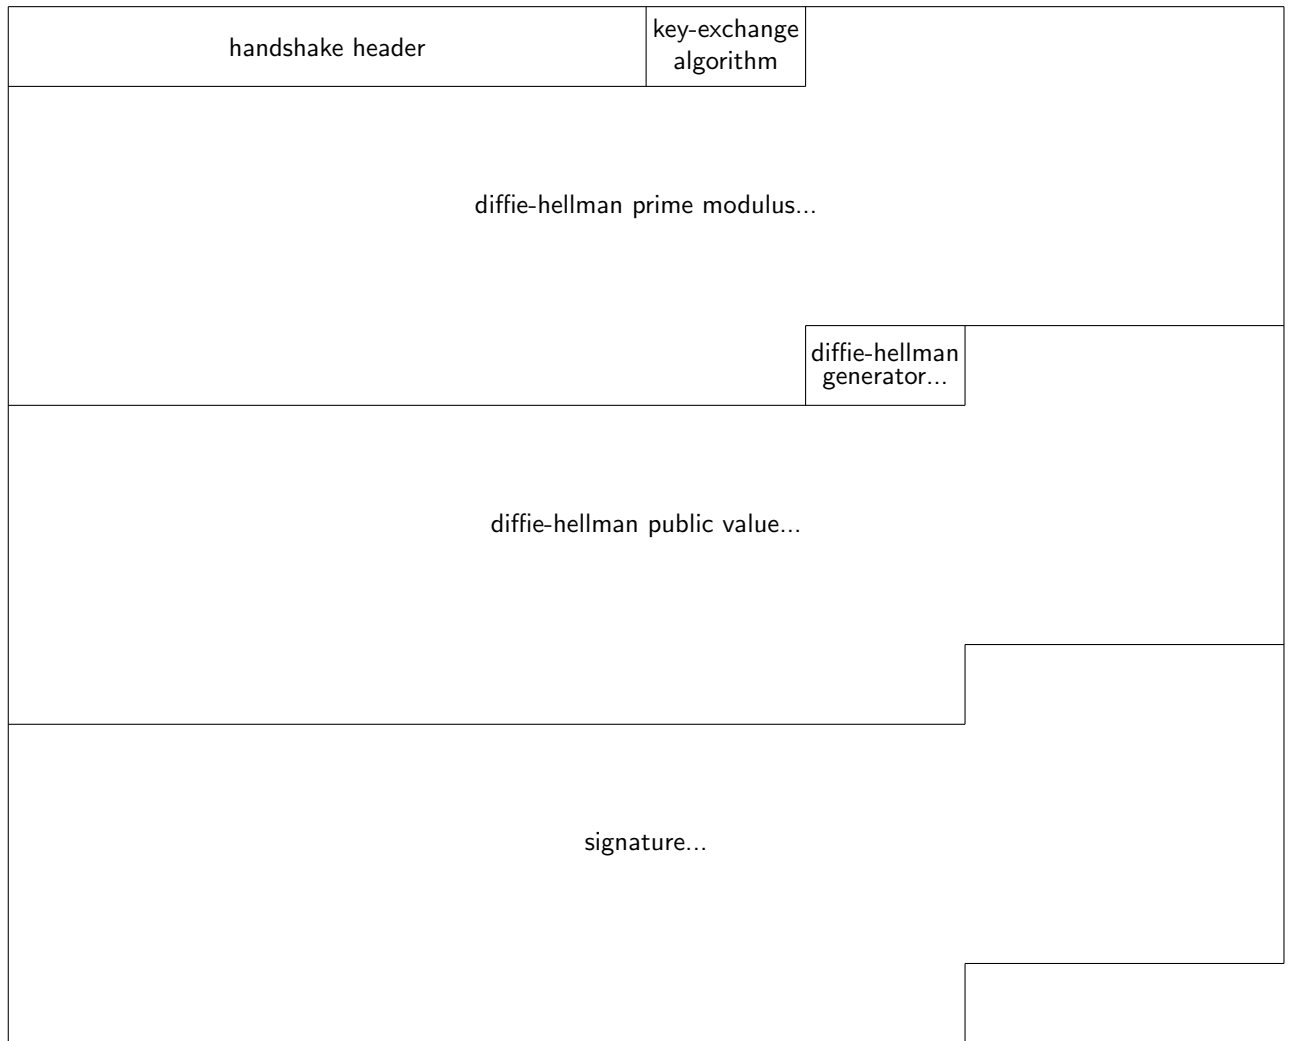 handshake header
key-exchange
algorithm
diffie-hellman prime modulus...
diffie-hellman
generator...
diffie-hellman public value...
signature...